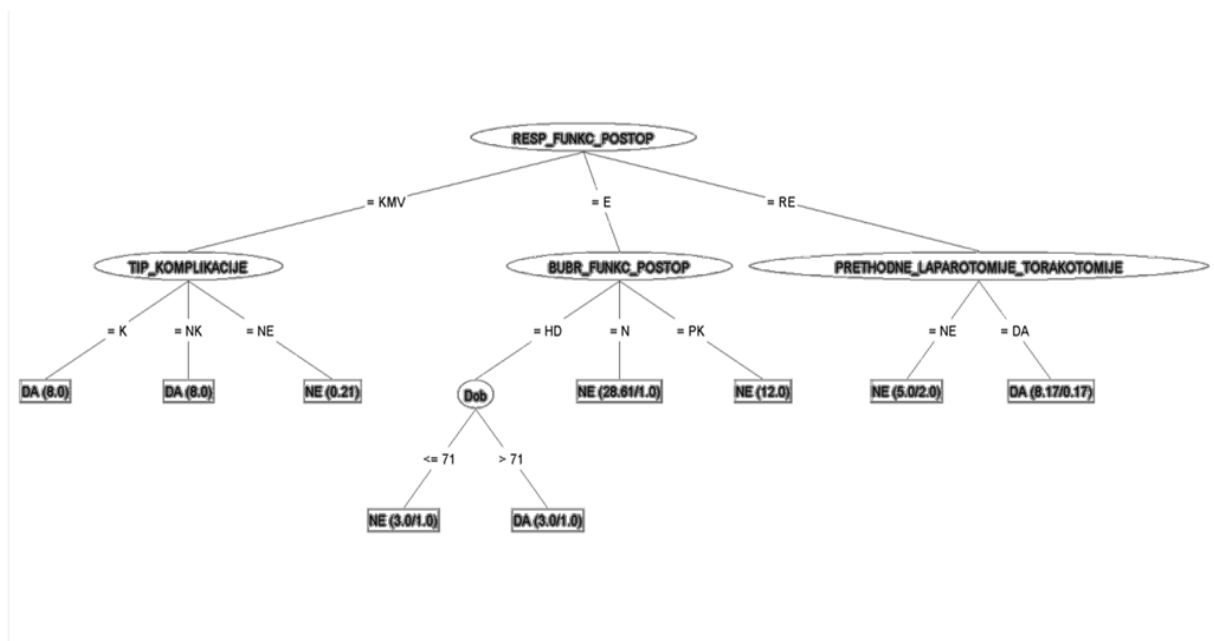 RESP_FUNKC_POSTOP
= KMV
= E
= RE
TIP_KOMPLIKACIJE
BUBR_FUNKC_POSTOP
PRETHODNE_LAPAROTOMIJE_TORAKOTOMIJE
= K
= NK
= NE
= HD
= N
= PK
= NE
= DA
DA (8.0)
DA (8.0)
NE (0.21)
Dob
NE (28.61/1.0)
NE (12.0)
NE (5.0/2.0)
DA (8.17/0.17)
<= 71
> 71
NE (3.0/1.0)
DA (3.0/1.0)